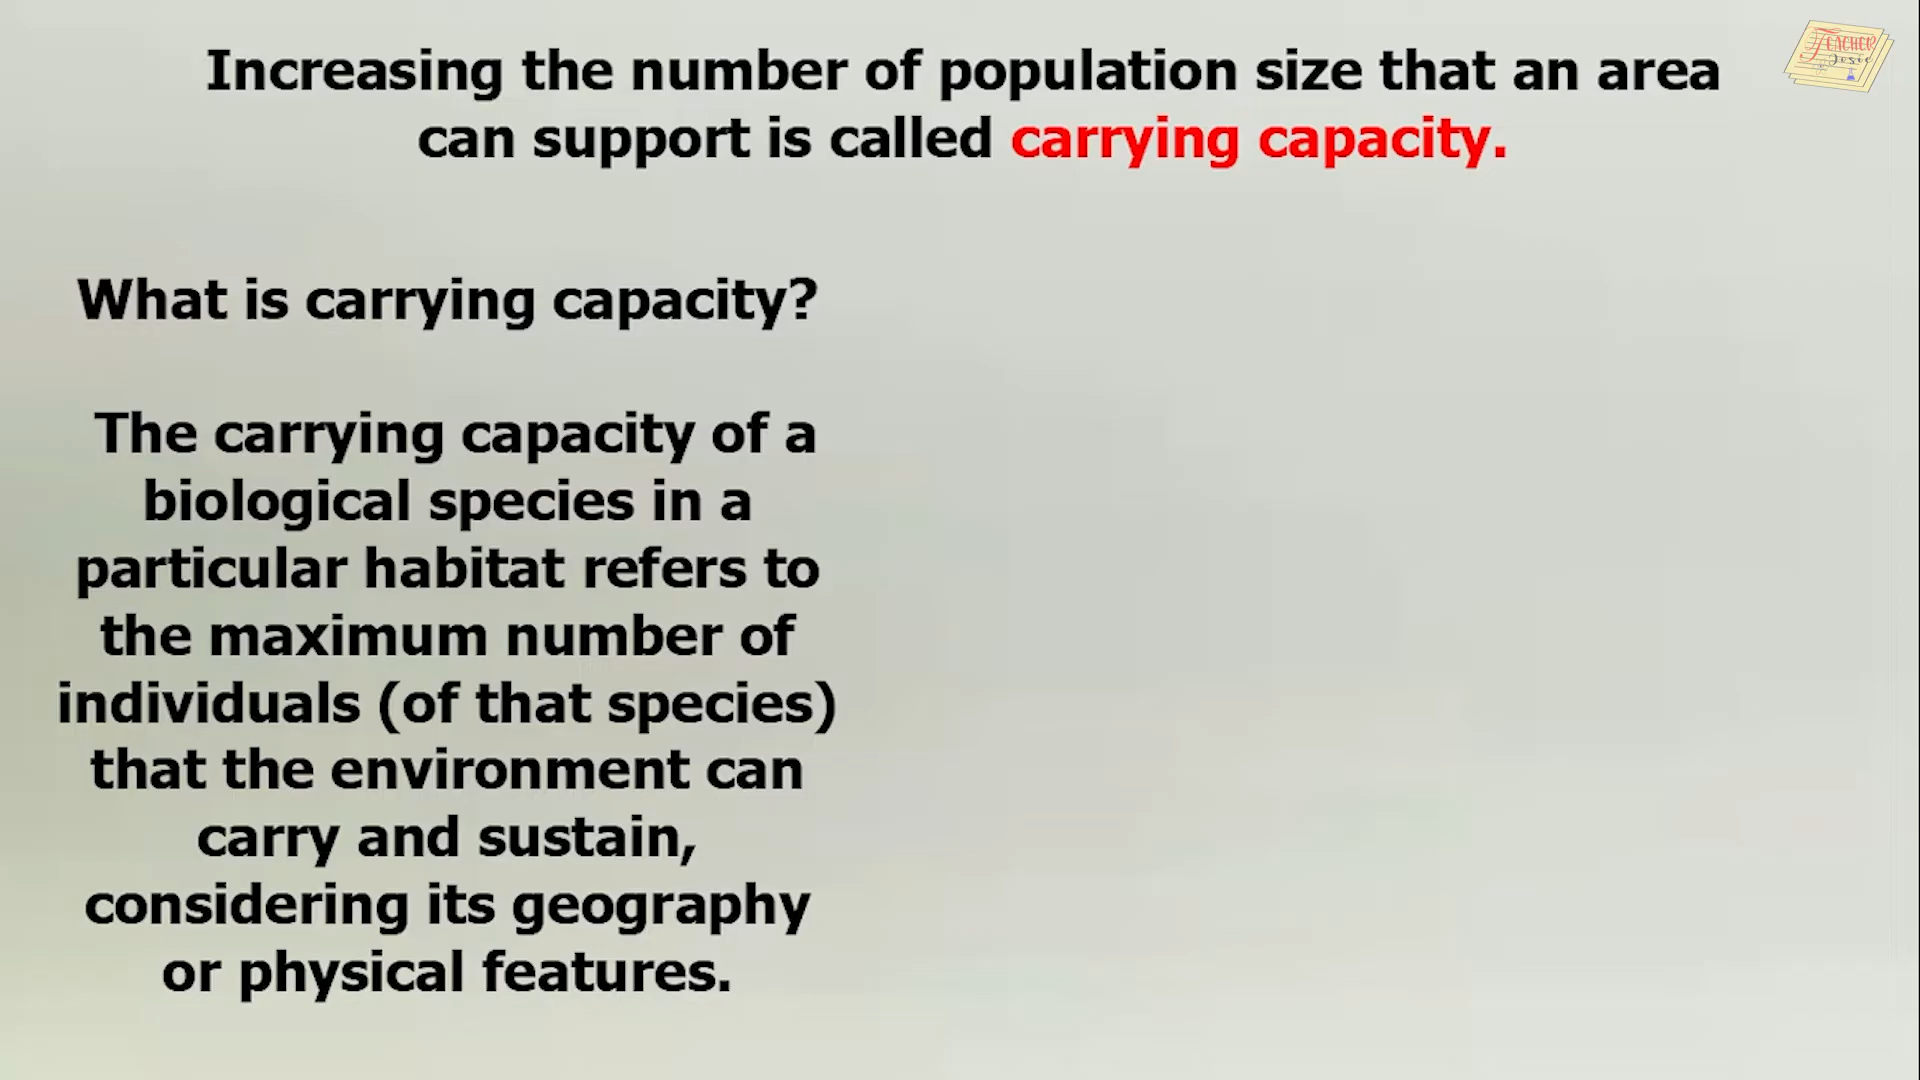 Increasing the number of population size that an area
can support is called carrying capacity.
TEACHER
Josie
What is carrying capacity?
The carrying capacity of a
biological species in a
particular habitat refers to
the maximum number of
individuals (of that species)
that the environment can
carry and sustain,
considering its geography
or physical features.